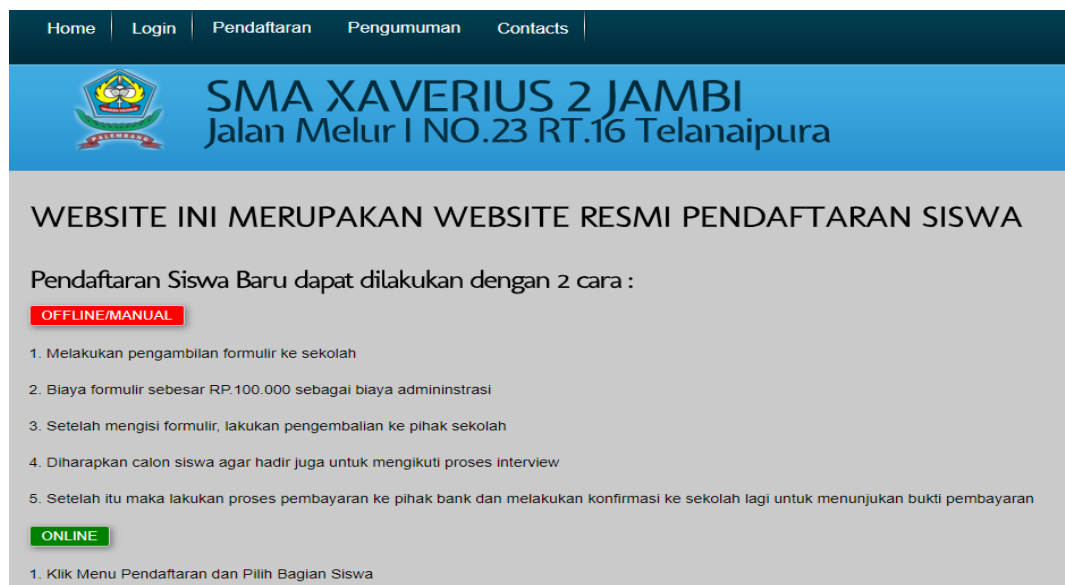 Home Login Pendaftaran Pengumuman Contacts
SMA XAVERIUS 2 JAMBI
Jalan Melur I NO.23 RT.16 Telanaipura
PALEMBANG
WEBSITE INI MERUPAKAN WEBSITE RESMI PENDAFTARAN SISWA
Pendaftaran Siswa Baru dapat dilakukan dengan 2 cara :
OFFLINE/MANUAL
1. Melakukan pengambilan formulir ke sekolah
2. Biaya formulir sebesar RP.100.000 sebagai biaya admininstrasi
3. Setelah mengisi formulir, lakukan pengembalian ke pihak sekolah
4. Diharapkan calon siswa agar hadir juga untuk mengikuti proses interview
5. Setelah itu maka lakukan proses pembayaran ke pihak bank dan melakukan konfirmasi ke sekolah lagi untuk menunjukan bukti pembayaran
ONLINE
1. Klik Menu Pendaftaran dan Pilih Bagian Siswa